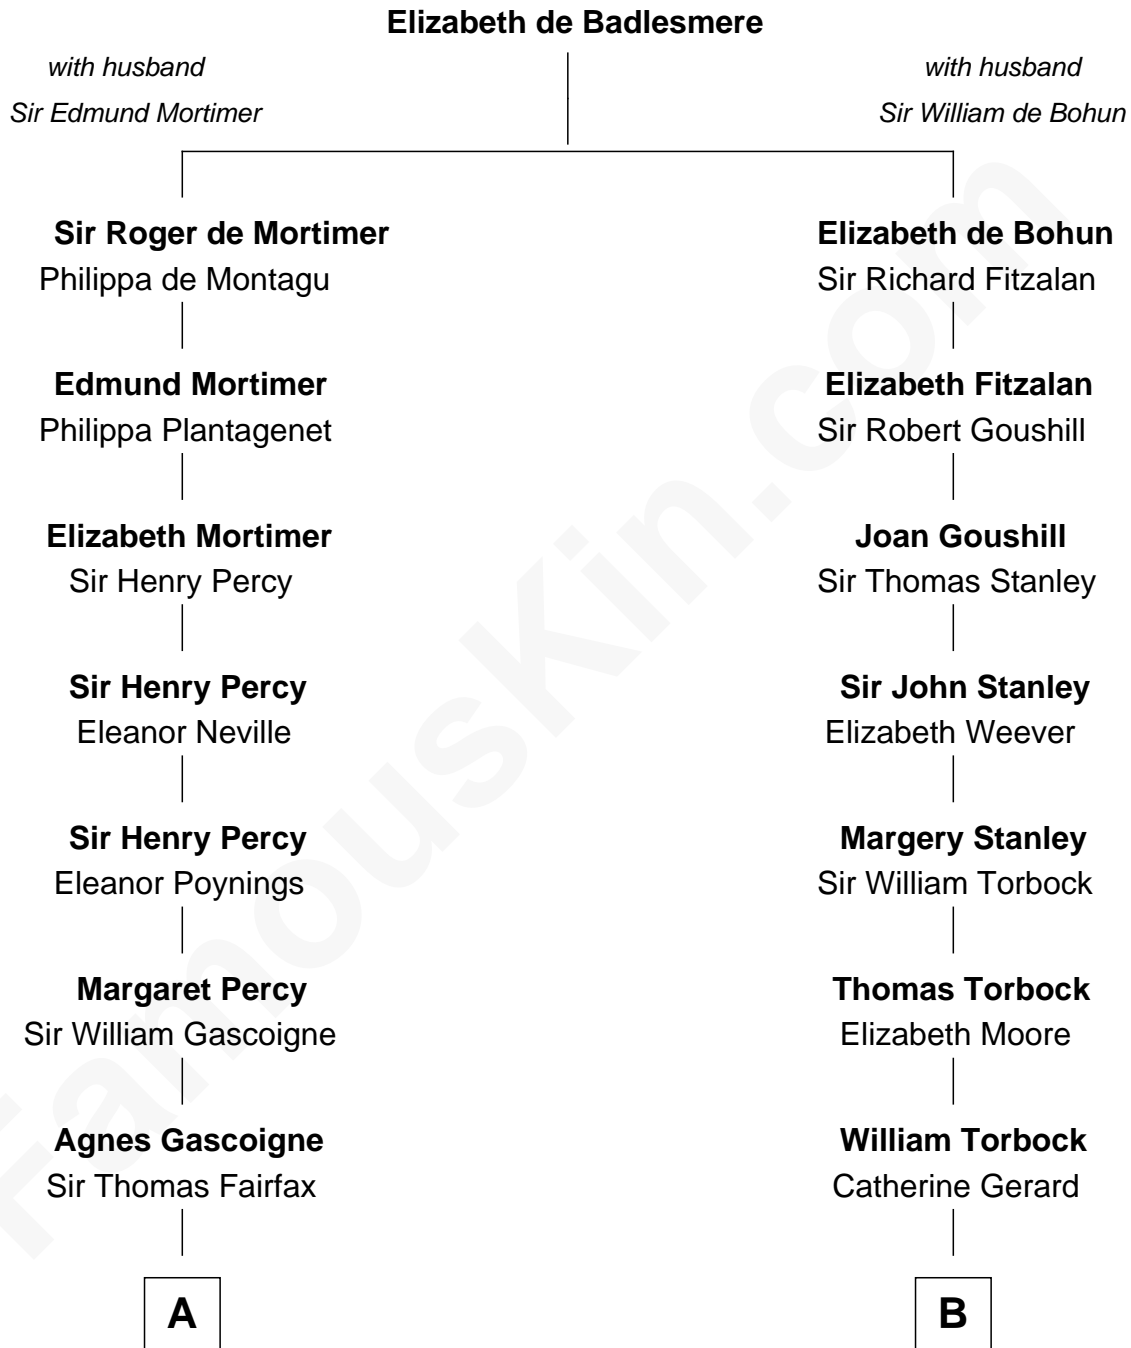 Elizabeth de Badlesmere
with husband
Sir Edmund Mortimer
with husband
Sir William de Bohun
Sir Roger de Mortimer
Philippa de Montagu
Elizabeth de Bohun
Sir Richard Fitzalan
Edmund Mortimer
Philippa Plantagenet
Elizabeth Fitzalan
Sir Robert Goushill
Elizabeth Mortimer
Sir Henry Percy
Joan Goushill
Sir Thomas Stanley
Sir Henry Percy
Eleanor Neville
Sir John Stanley
Elizabeth Weever
Sir Henry Percy
Eleanor Poynings
Margery Stanley
Sir William Torbock
Margaret Percy
Sir William Gascoigne
Thomas Torbock
Elizabeth Moore
Agnes Gascoigne
Sir Thomas Fairfax
William Torbock
Catherine Gerard
A
B
FamousKin.com